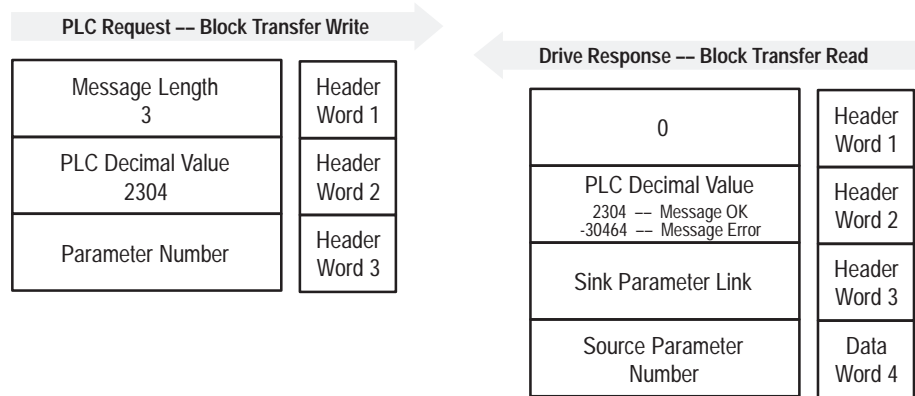 PLC Request –– Block Transfer Write
Message Length
3
Header
Word 1
PLC Decimal Value
2304
Header
Word 2
Parameter Number
Header
Word 3
Drive Response –– Block Transfer Read
0
Header
Word 1
PLC Decimal Value
2304 –– Message OK
-30464 –– Message Error
Header
Word 2
Sink Parameter Link
Header
Word 3
Source Parameter
Number
Data
Word 4